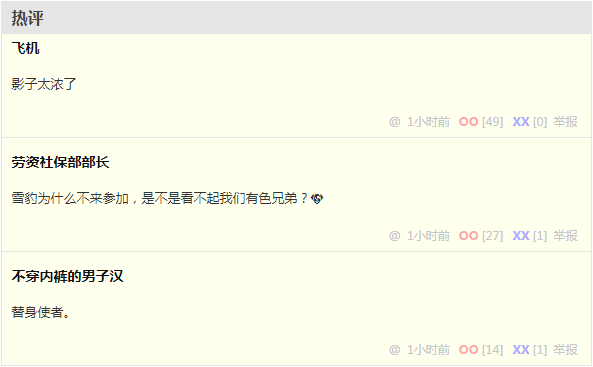 热评
飞机
影子太浓了
@ 1小时前 OO [49] XX [0] 举报
劳资社保部部长
雪豹为什么不来参加，是不是看不起我们有色兄弟？
@ 1小时前 OO [27] XX [1] 举报
不穿内裤的男子汉
替身使者。
@ 1小时前 OO [14] XX [1] 举报